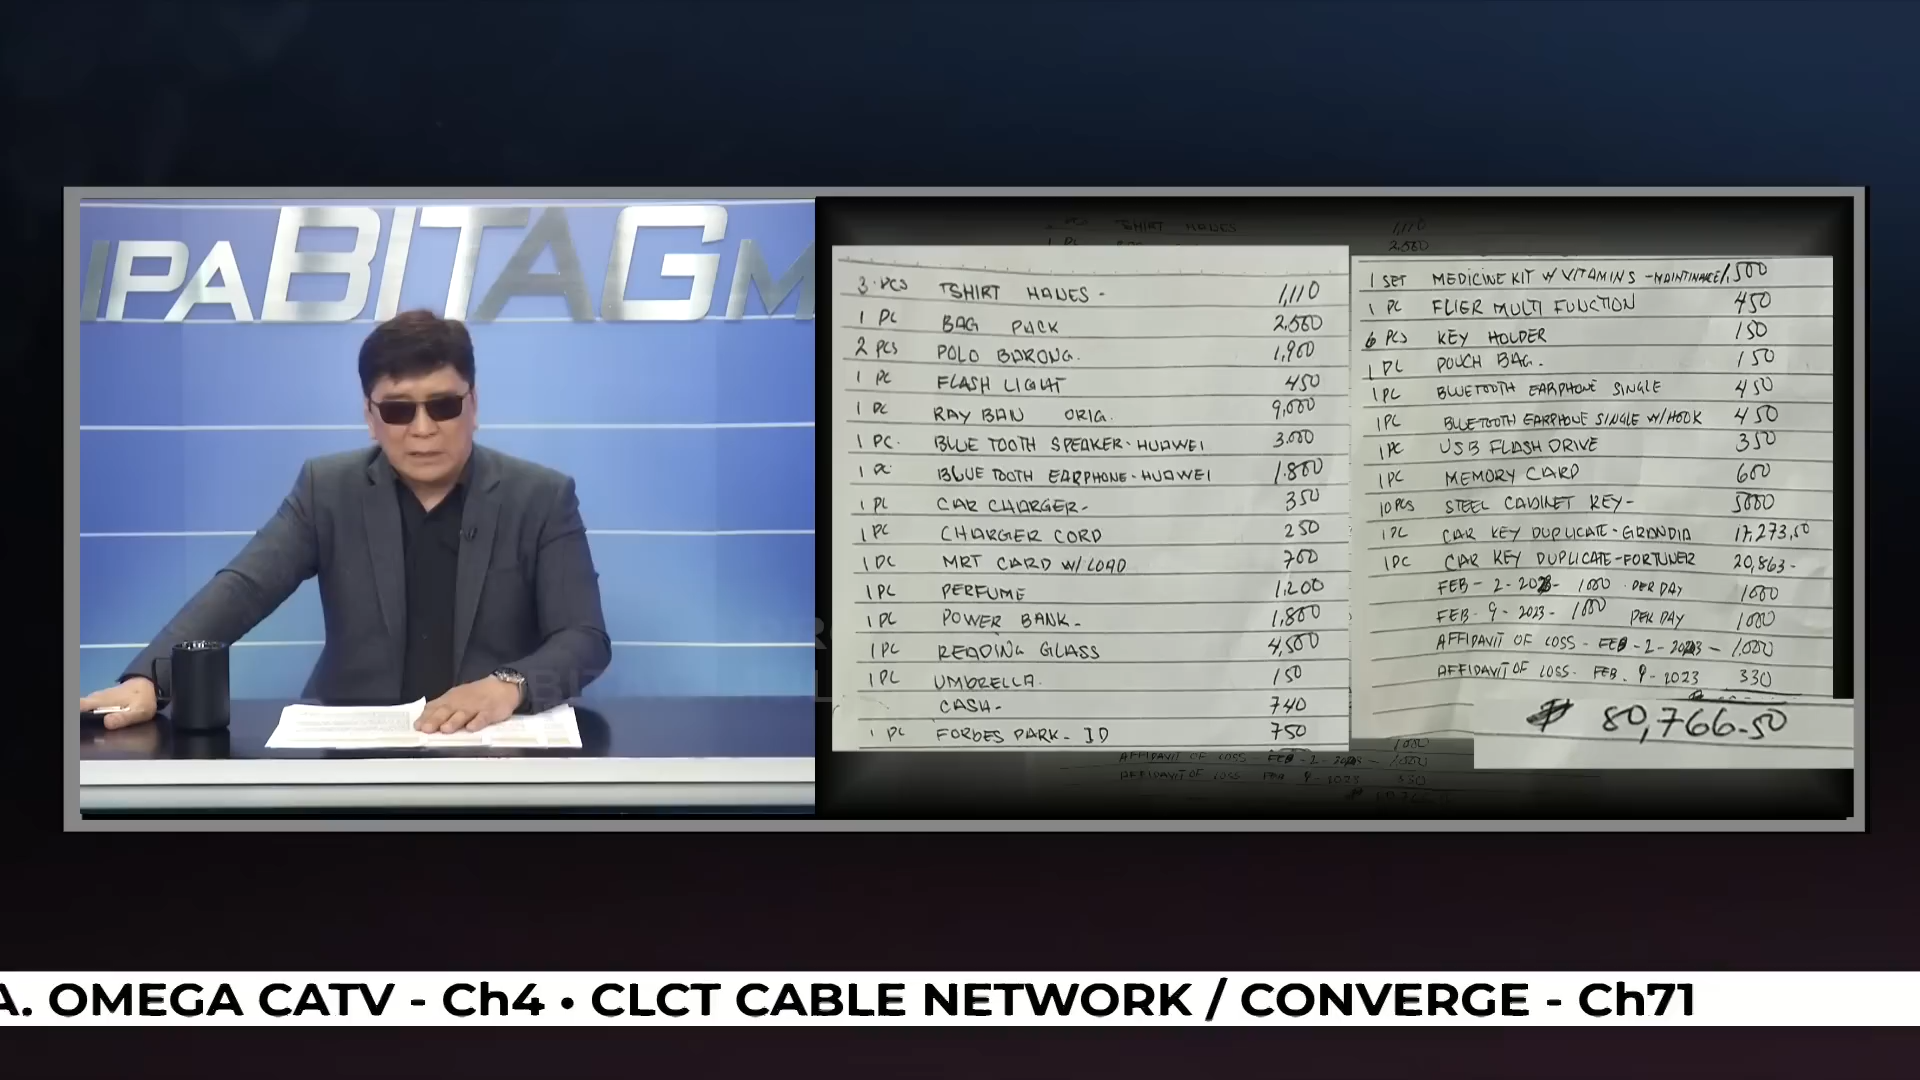 IPA BITAG M
3 PCS TSHIRT HANES - 1,110
1 PC BAG PACK 2,500
2 PCS POLO BARONG. 1,900
1 PC FLASH LIGHT 450
1 PC RAY BAN ORIG. 9,000
1 PC. BLUE TOOTH SPEAKER - HUAWEI 3.000
1 PC BLUE TOOTH EARPHONE - HUAWEI 1.800
1 PC CAR CHARGER - 350
1 PC CHARGER CORD 250
1 PC MRT CARD W/ LOAD 700
1 PC PERFUME 1,200
1 PC POWER BANK - 1,800
1 PC READING GLASS 4,500
1 PC UMBRELLA. 150
CASH - 740
1 PC FORBES PARK - ID 750
1 SET MEDICINE KIT W/ VITAMINS - MAINTINANCE 1,500
1 PC FLIER MULTI FUNCTION 450
6 PCS KEY HOLDER 150
1 PC POUCH BAG. 150
1 PC BLUETOOTH EARPHONE SINGLE 450
1 PC BLUETOOTH EARPHONE SINGLE W/HOOK 450
1 PC USB FLASH DRIVE 350
1 PC MEMORY CARD 600
10 PCS STEEL CABINET KEY - 5000
1 PC CAR KEY DUPLICATE - GRANDIA 17,273,50
1 PC CAR KEY DUPLICATE - FORTUNER 20,863 -
FEB - 2 - 2023 - 1000 PER DAY 1000
FEB - 9 - 2023 - 1000 PER DAY 1000
AFFIDAVIT OF LOSS - FEB - 2 - 2023 - 1,000
AFFIDAVIT OF LOSS - FEB. 9 - 2023 330
₱ 80,766.50
A. OMEGA CATV - Ch4 • CLCT CABLE NETWORK / CONVERGE - Ch71